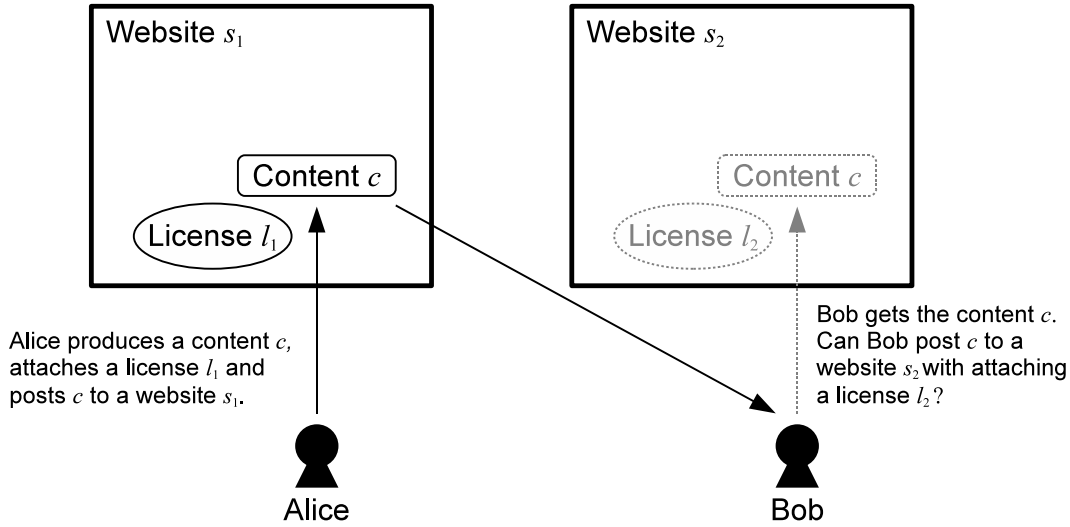 Website s₁
Content c
License l₁
Alice produces a content c,
attaches a license l₁ and
posts c to a website s₁.
Alice
Website s₂
Content c
License l₂
Bob gets the content c.
Can Bob post c to a
website s₂ with attaching
a license l₂?
Bob